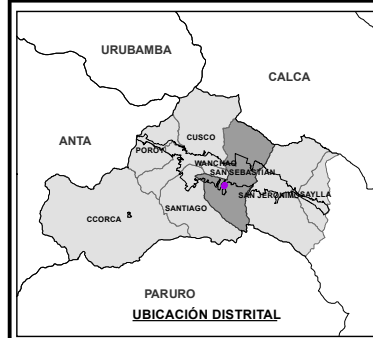 URUBAMBA
CALCA
ANTA
CUSCO
POROY
WANCHAQ
SAN SEBASTIAN
SAN JERONIMO
SAYLLA
CCORCA
SANTIAGO
PARURO
UBICACIÓN DISTRITAL